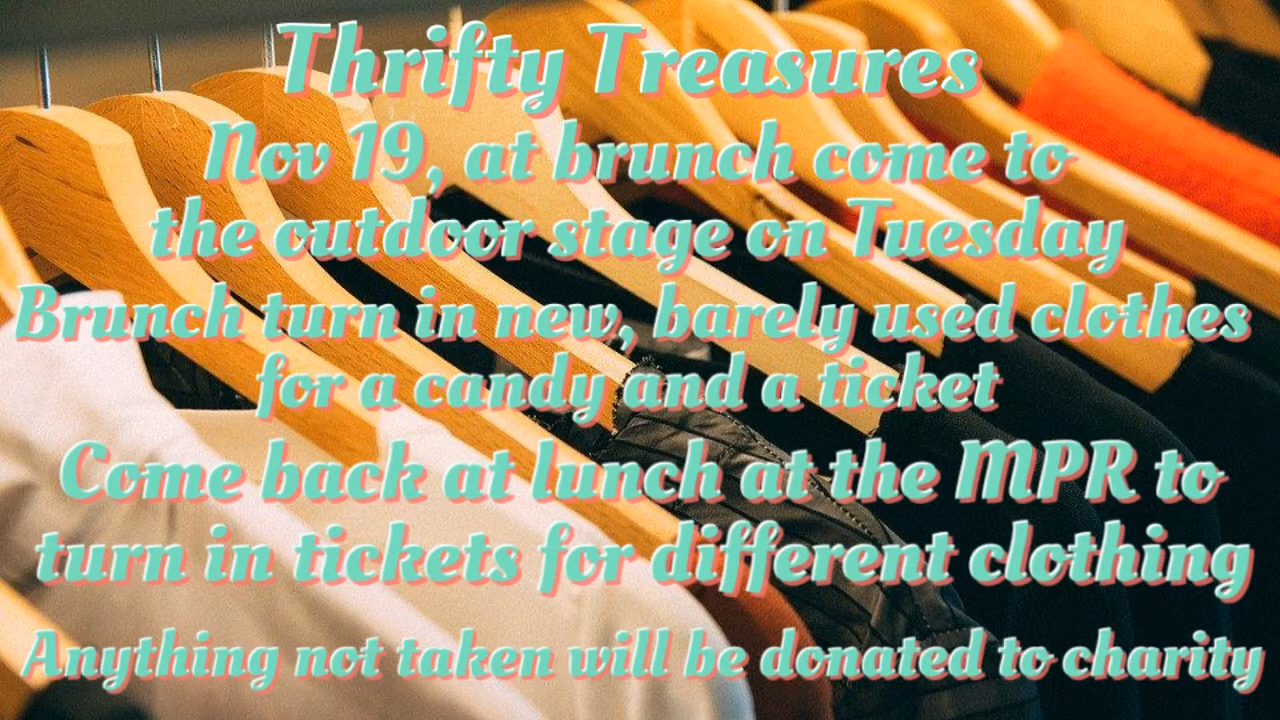 Thrifty Treasures
Nov 19, at brunch come to
the outdoor stage on Tuesday
Brunch turn in new, barely used clothes
for a candy and a ticket
Come back at lunch at the MPR to
turn in tickets for different clothing
Anything not taken will be donated to charity